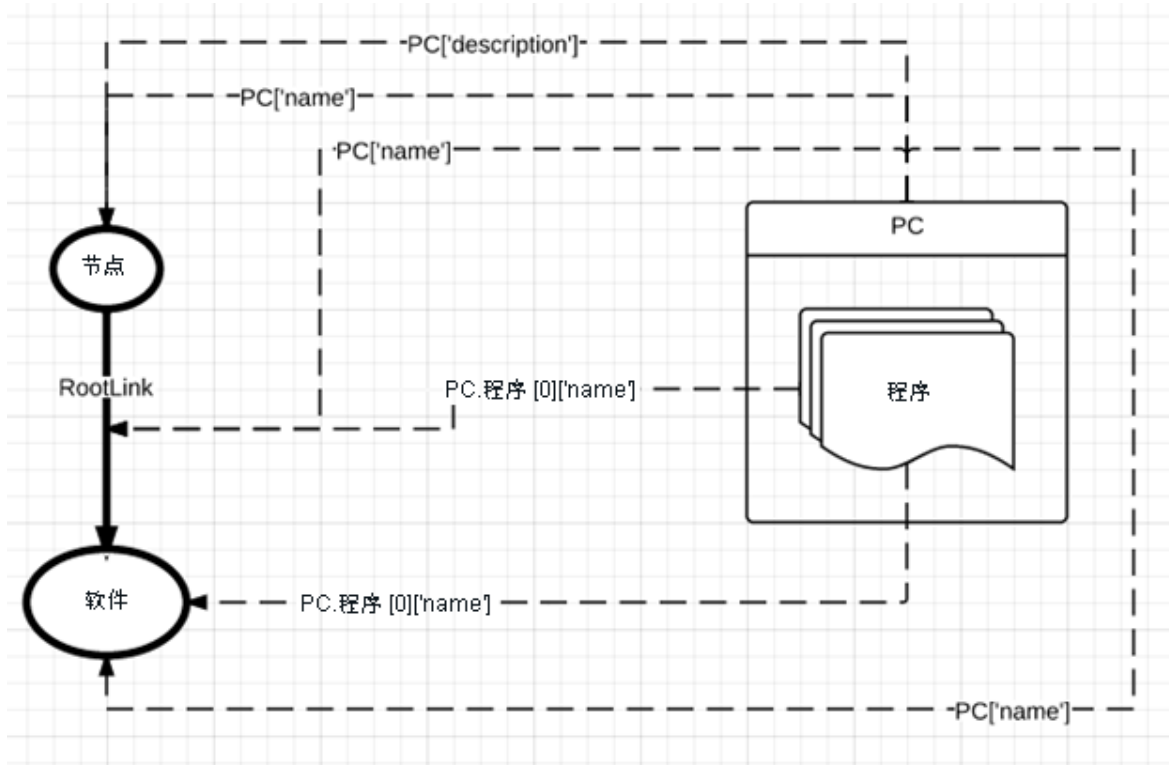 PC['description']
PC['name']
PC['name']
PC
节点
RootLink
PC.程序 [0]['name']
程序
软件
PC.程序 [0]['name']
PC['name']